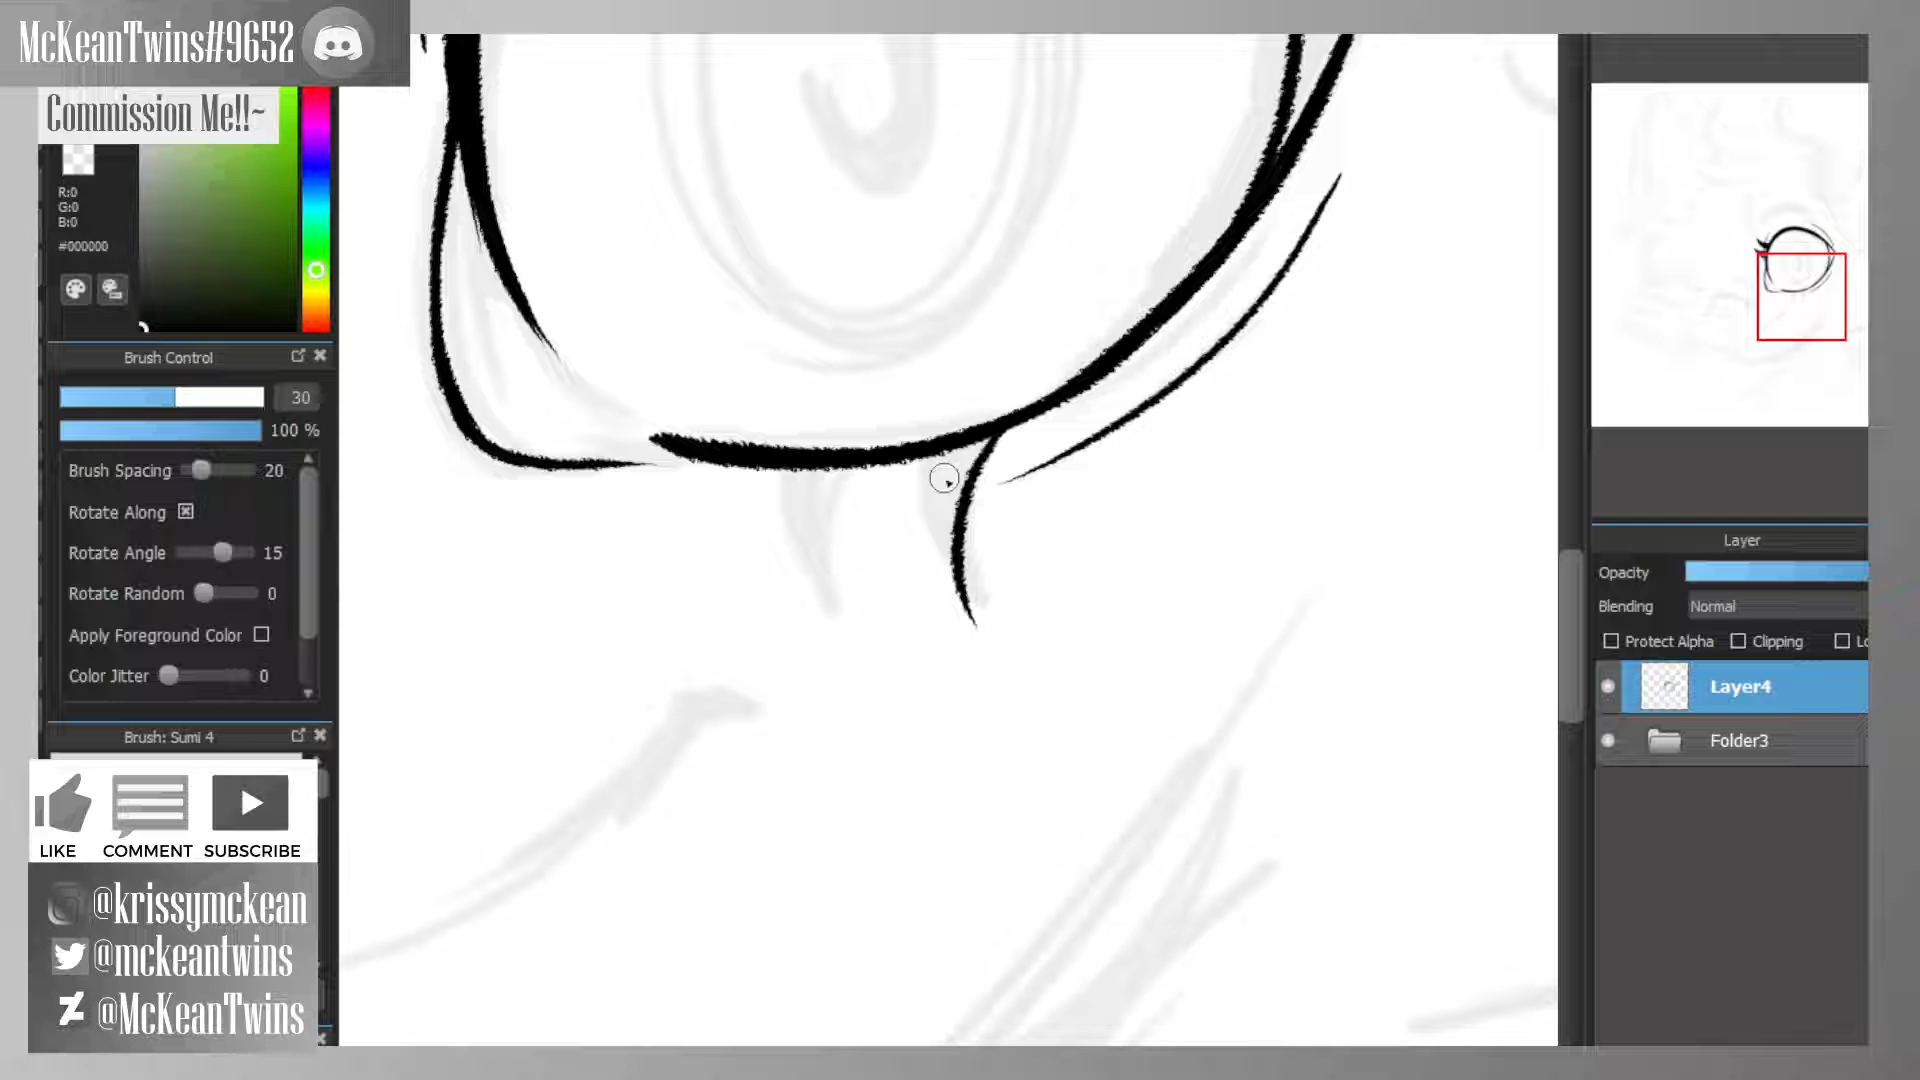 McKeanTwins#9652
Commission Me!!~
R:0
G:0
B:0
#000000
Brush Control
30
100 %
Brush Spacing 20
Rotate Along
Rotate Angle 15
Rotate Random 0
Apply Foreground Color
Color Jitter 0
Brush: Sumi 4
LIKE COMMENT SUBSCRIBE
@krissymckean
@mckeantwins
@McKeanTwins
Layer
Opacity
Blending Normal
Protect Alpha Clipping Lo
Layer4
Folder3